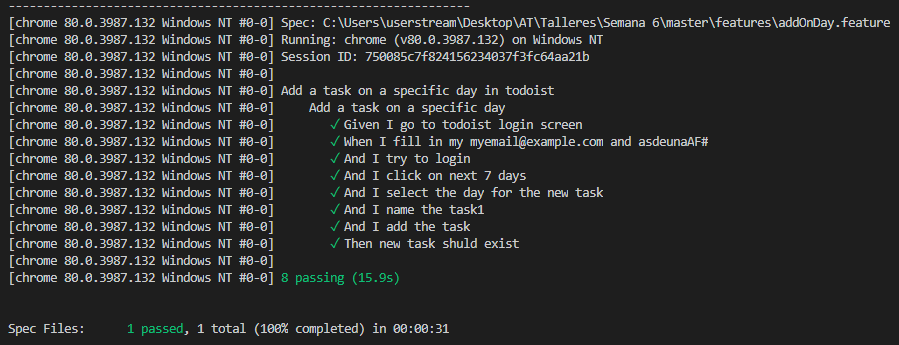 ------------------------------------------------------------------
[chrome 80.0.3987.132 Windows NT #0-0] Spec: C:\Users\userstream\Desktop\AT\Talleres\Semana 6\master\features\addOnDay.feature
[chrome 80.0.3987.132 Windows NT #0-0] Running: chrome (v80.0.3987.132) on Windows NT
[chrome 80.0.3987.132 Windows NT #0-0] Session ID: 750085c7f824156234037f3fc64aa21b
[chrome 80.0.3987.132 Windows NT #0-0]
[chrome 80.0.3987.132 Windows NT #0-0] Add a task on a specific day in todoist
[chrome 80.0.3987.132 Windows NT #0-0]     Add a task on a specific day
[chrome 80.0.3987.132 Windows NT #0-0]        ✓ Given I go to todoist login screen
[chrome 80.0.3987.132 Windows NT #0-0]        ✓ When I fill in my myemail@example.com and asdeunaAF#
[chrome 80.0.3987.132 Windows NT #0-0]        ✓ And I try to login
[chrome 80.0.3987.132 Windows NT #0-0]        ✓ And I click on next 7 days
[chrome 80.0.3987.132 Windows NT #0-0]        ✓ And I select the day for the new task
[chrome 80.0.3987.132 Windows NT #0-0]        ✓ And I name the task1
[chrome 80.0.3987.132 Windows NT #0-0]        ✓ And I add the task
[chrome 80.0.3987.132 Windows NT #0-0]        ✓ Then new task shuld exist
[chrome 80.0.3987.132 Windows NT #0-0]
[chrome 80.0.3987.132 Windows NT #0-0] 8 passing (15.9s)
Spec Files:      1 passed, 1 total (100% completed) in 00:00:31